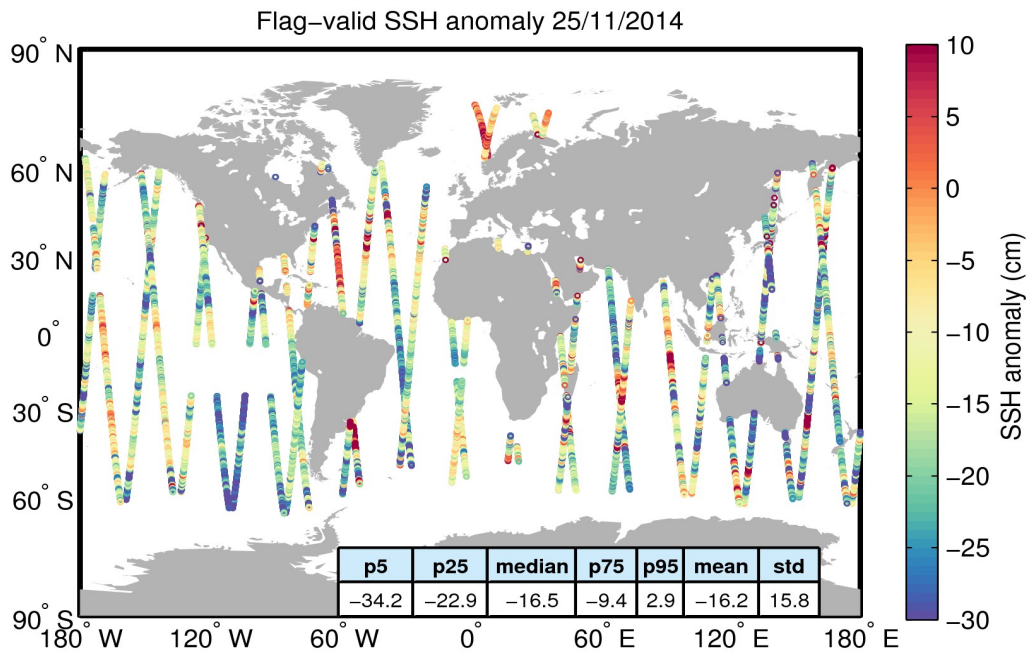 Flag−valid SSH anomaly 25/11/2014
90° N
60° N
30° N
0°
30° S
60° S
90° S
180° W
120° W
60° W
0°
60° E
120° E
180° E
p5 p25 median p75 p95 mean std
−34.2 −22.9 −16.5 −9.4 2.9 −16.2 15.8
10
5
0
−5
−10
−15
−20
−25
−30
SSH anomaly (cm)